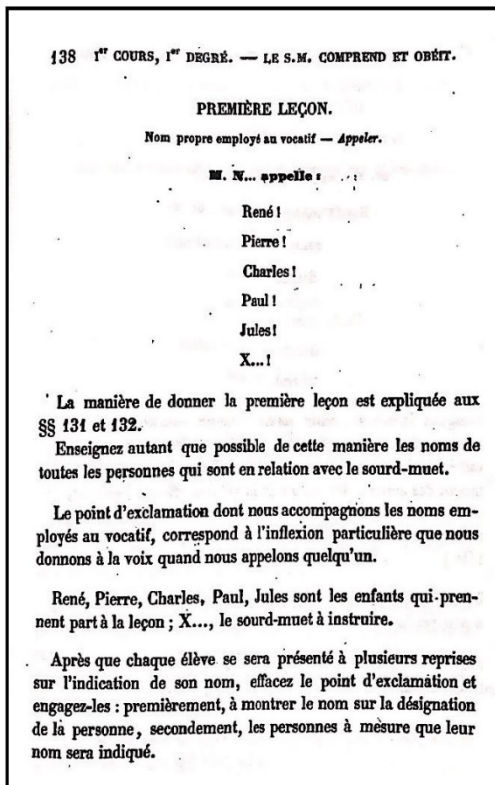 138 1er COURS, 1er DEGRÉ. — LE S.M. COMPREND ET OBÉIT.
PREMIÈRE LEÇON.
Nom propre employé au vocatif — Appeler.
M. N... appelle :
René !
Pierre !
Charles !
Paul !
Jules !
X...!
La manière de donner la première leçon est expliquée aux
§§ 131 et 132.
Enseignez autant que possible de cette manière les noms de
toutes les personnes qui sont en relation avec le sourd-muet.
Le point d'exclamation dont nous accompagnons les noms em-
ployés au vocatif, correspond à l'inflexion particulière que nous
donnons à la voix quand nous appelons quelqu'un.
René, Pierre, Charles, Paul, Jules sont les enfants qui pren-
nent part à la leçon ; X..., le sourd-muet à instruire.
Après que chaque élève se sera présenté à plusieurs reprises
sur l'indication de son nom, effacez le point d'exclamation et
engagez-les : premièrement, à montrer le nom sur la désignation
de la personne, secondement, les personnes à mesure que leur
nom sera indiqué.